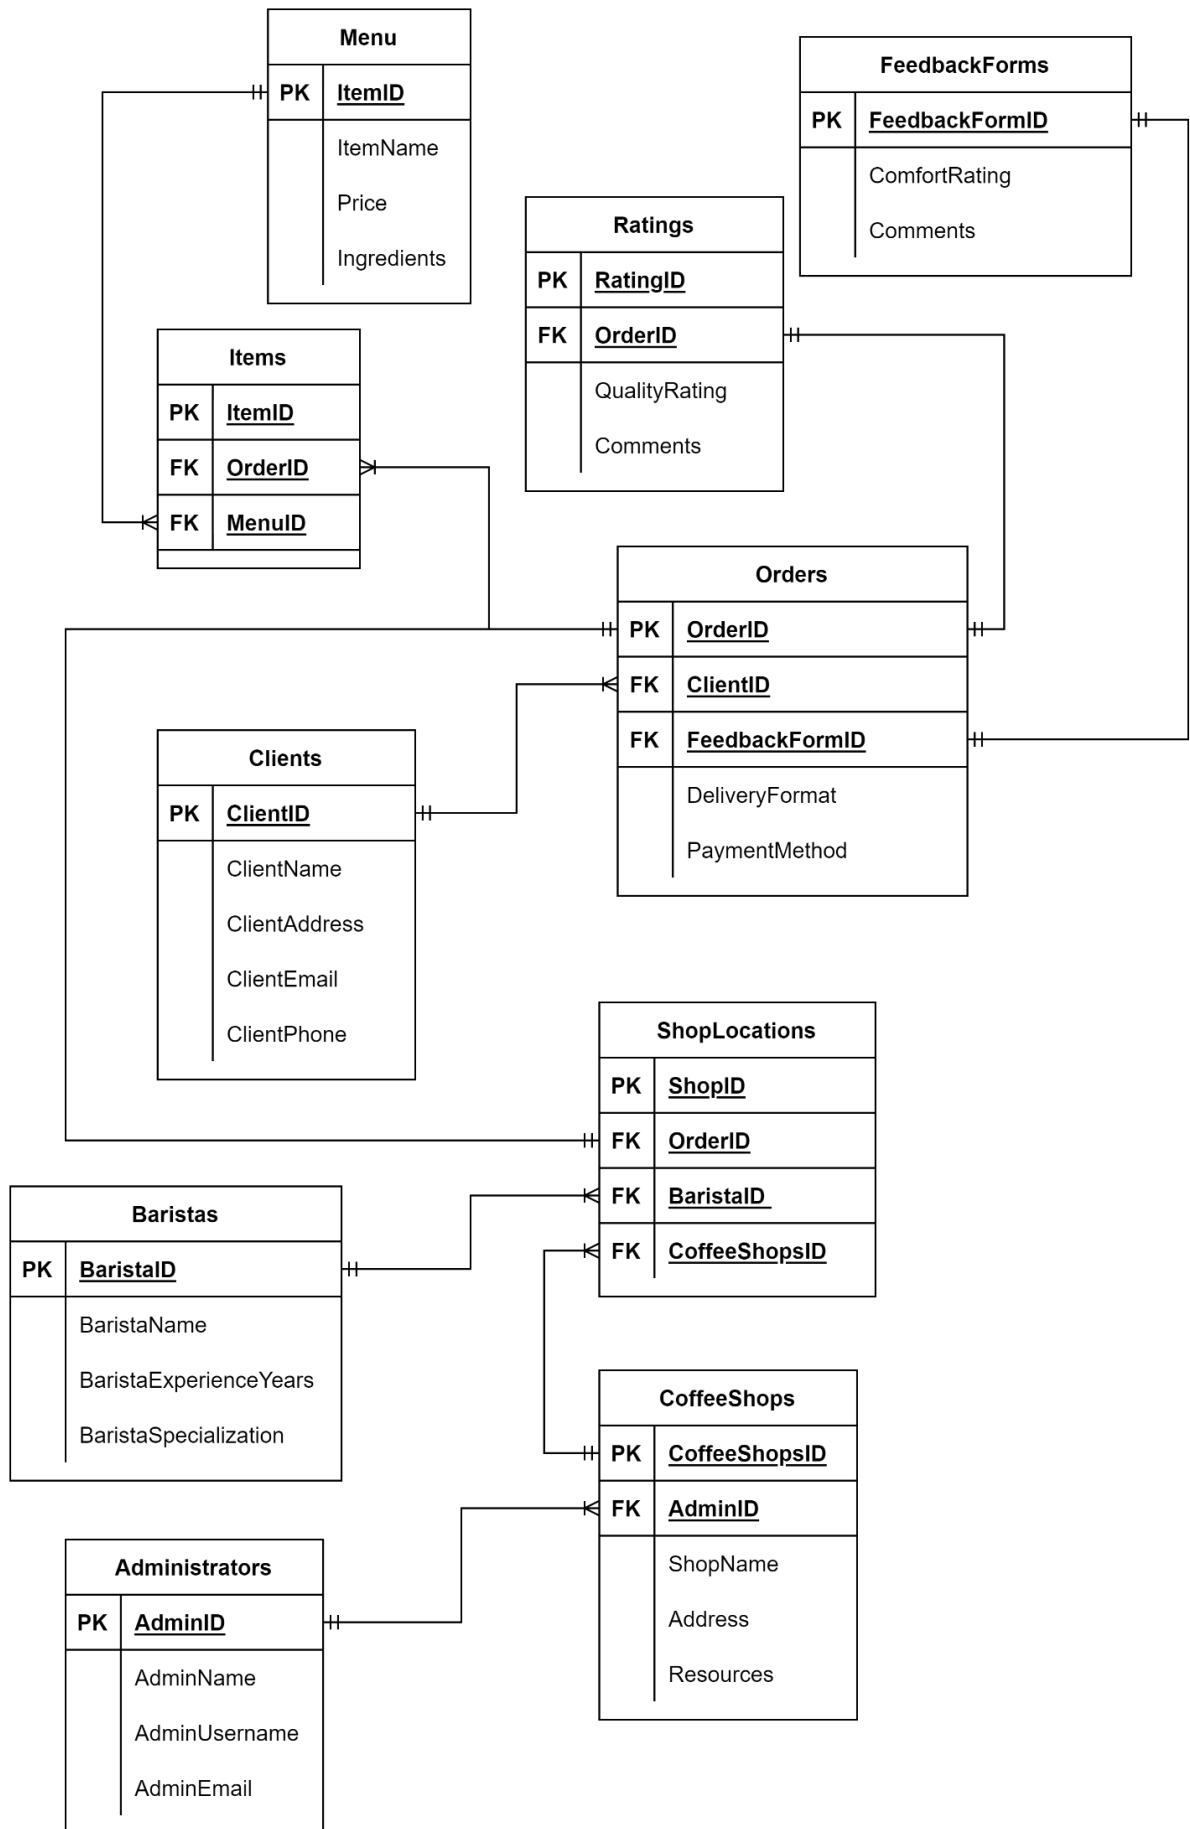 Menu
PK ItemID
ItemName
Price
Ingredients
FeedbackForms
PK FeedbackFormID
ComfortRating
Comments
Ratings
PK RatingID
FK OrderID
QualityRating
Comments
Items
PK ItemID
FK OrderID
FK MenuID
Orders
PK OrderID
FK ClientID
FK FeedbackFormID
DeliveryFormat
PaymentMethod
Clients
PK ClientID
ClientName
ClientAddress
ClientEmail
ClientPhone
ShopLocations
PK ShopID
FK OrderID
FK BaristaID
FK CoffeeShopsID
Baristas
PK BaristaID
BaristaName
BaristaExperienceYears
BaristaSpecialization
CoffeeShops
PK CoffeeShopsID
FK AdminID
ShopName
Address
Resources
Administrators
PK AdminID
AdminName
AdminUsername
AdminEmail